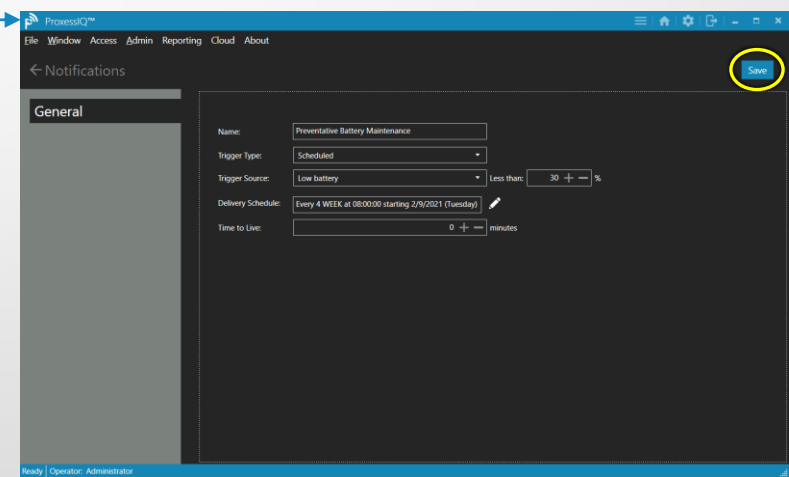 ProxessIQ™
File Window Access Admin Reporting Cloud About
Notifications
Save
General
Name: Preventative Battery Maintenance
Trigger Type: Scheduled
Trigger Source: Low battery Less than: 30 %
Delivery Schedule: Every 4 WEEK at 08:00:00 starting 2/9/2021 (Tuesday)
Time to Live: 0 minutes
Ready Operator: Administrator